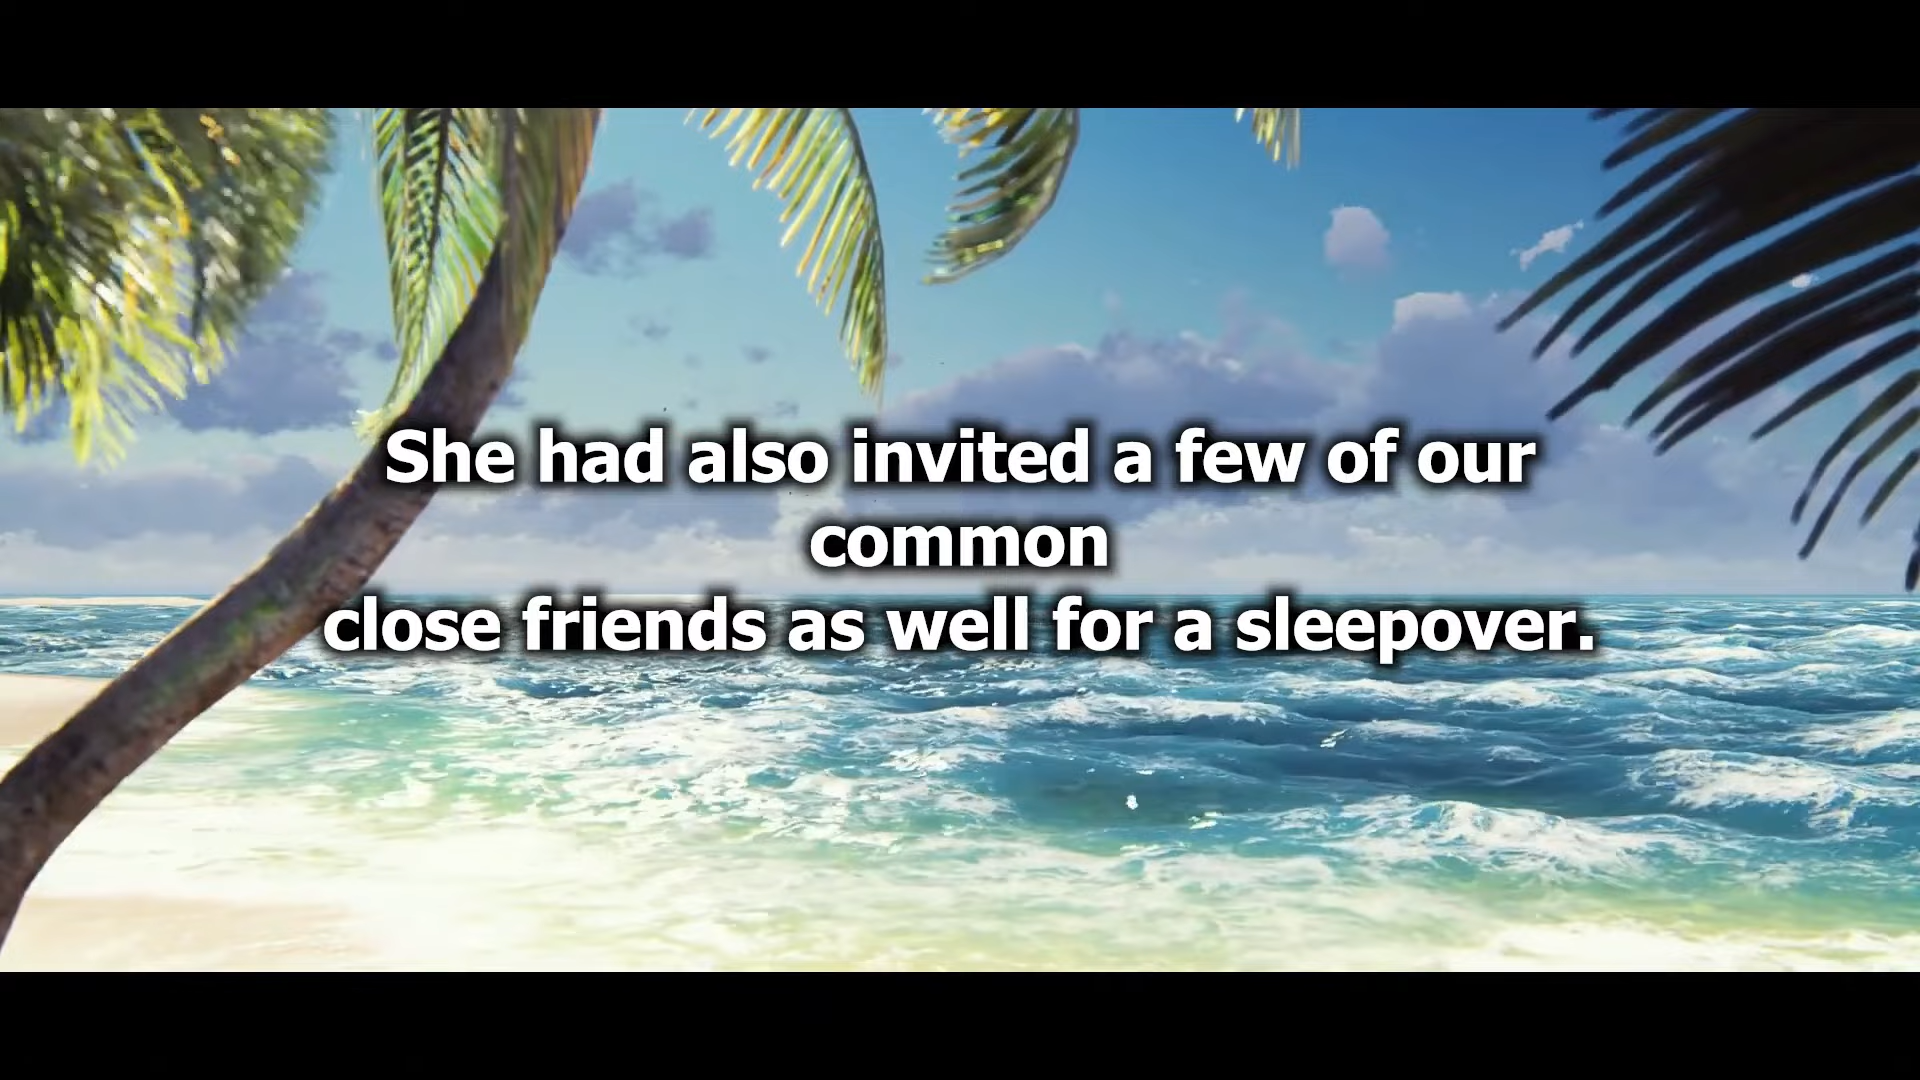 She had also invited a few of our
common
close friends as well for a sleepover.